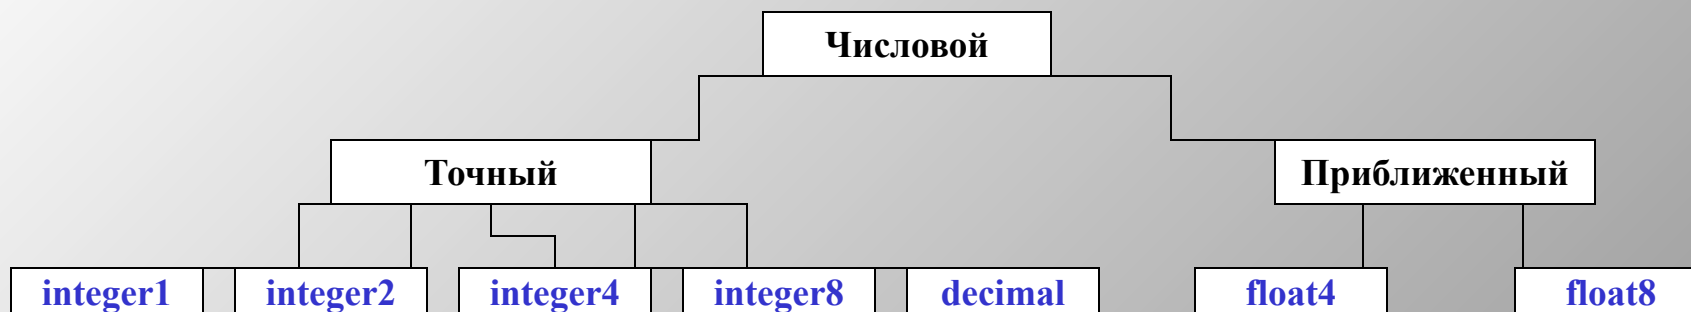 Числовой
Точный
Приближенный
integer1
integer2
integer4
integer8
decimal
float4
float8